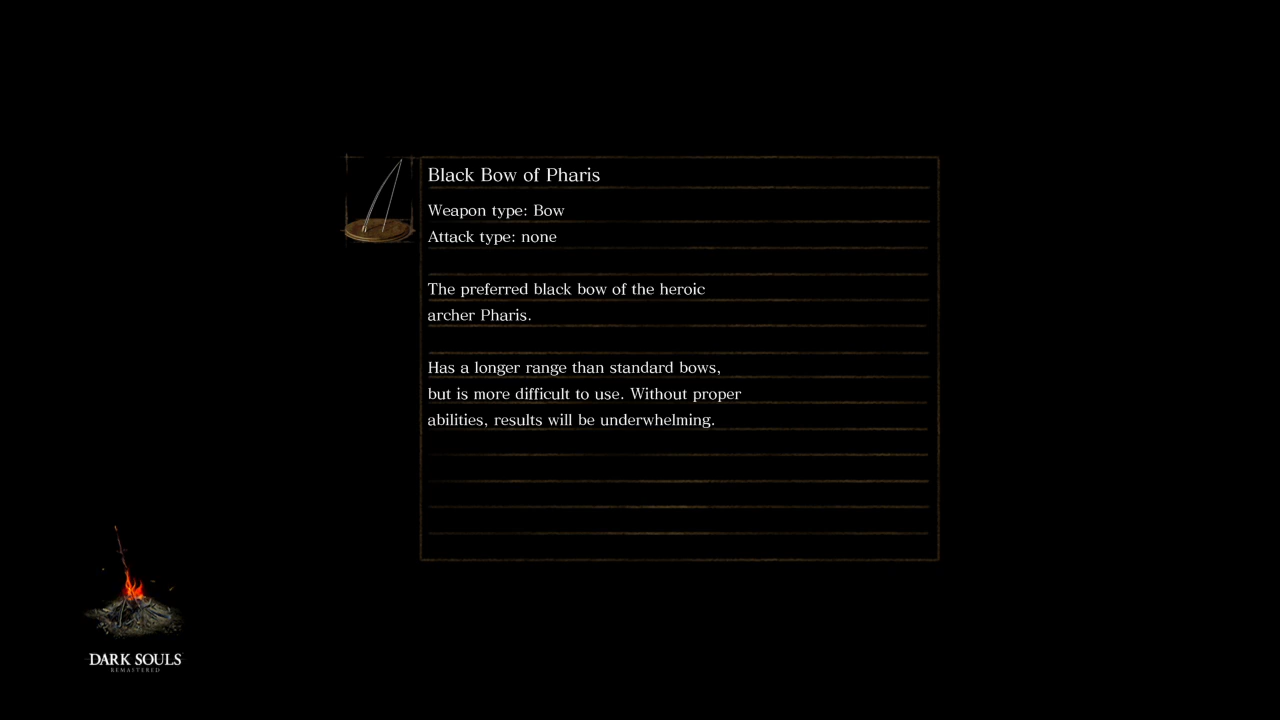 Black Bow of Pharis
Weapon type: Bow
Attack type: none
The preferred black bow of the heroic
archer Pharis.
Has a longer range than standard bows,
but is more difficult to use. Without proper
abilities, results will be underwhelming.
DARK SOULS
REMASTERED